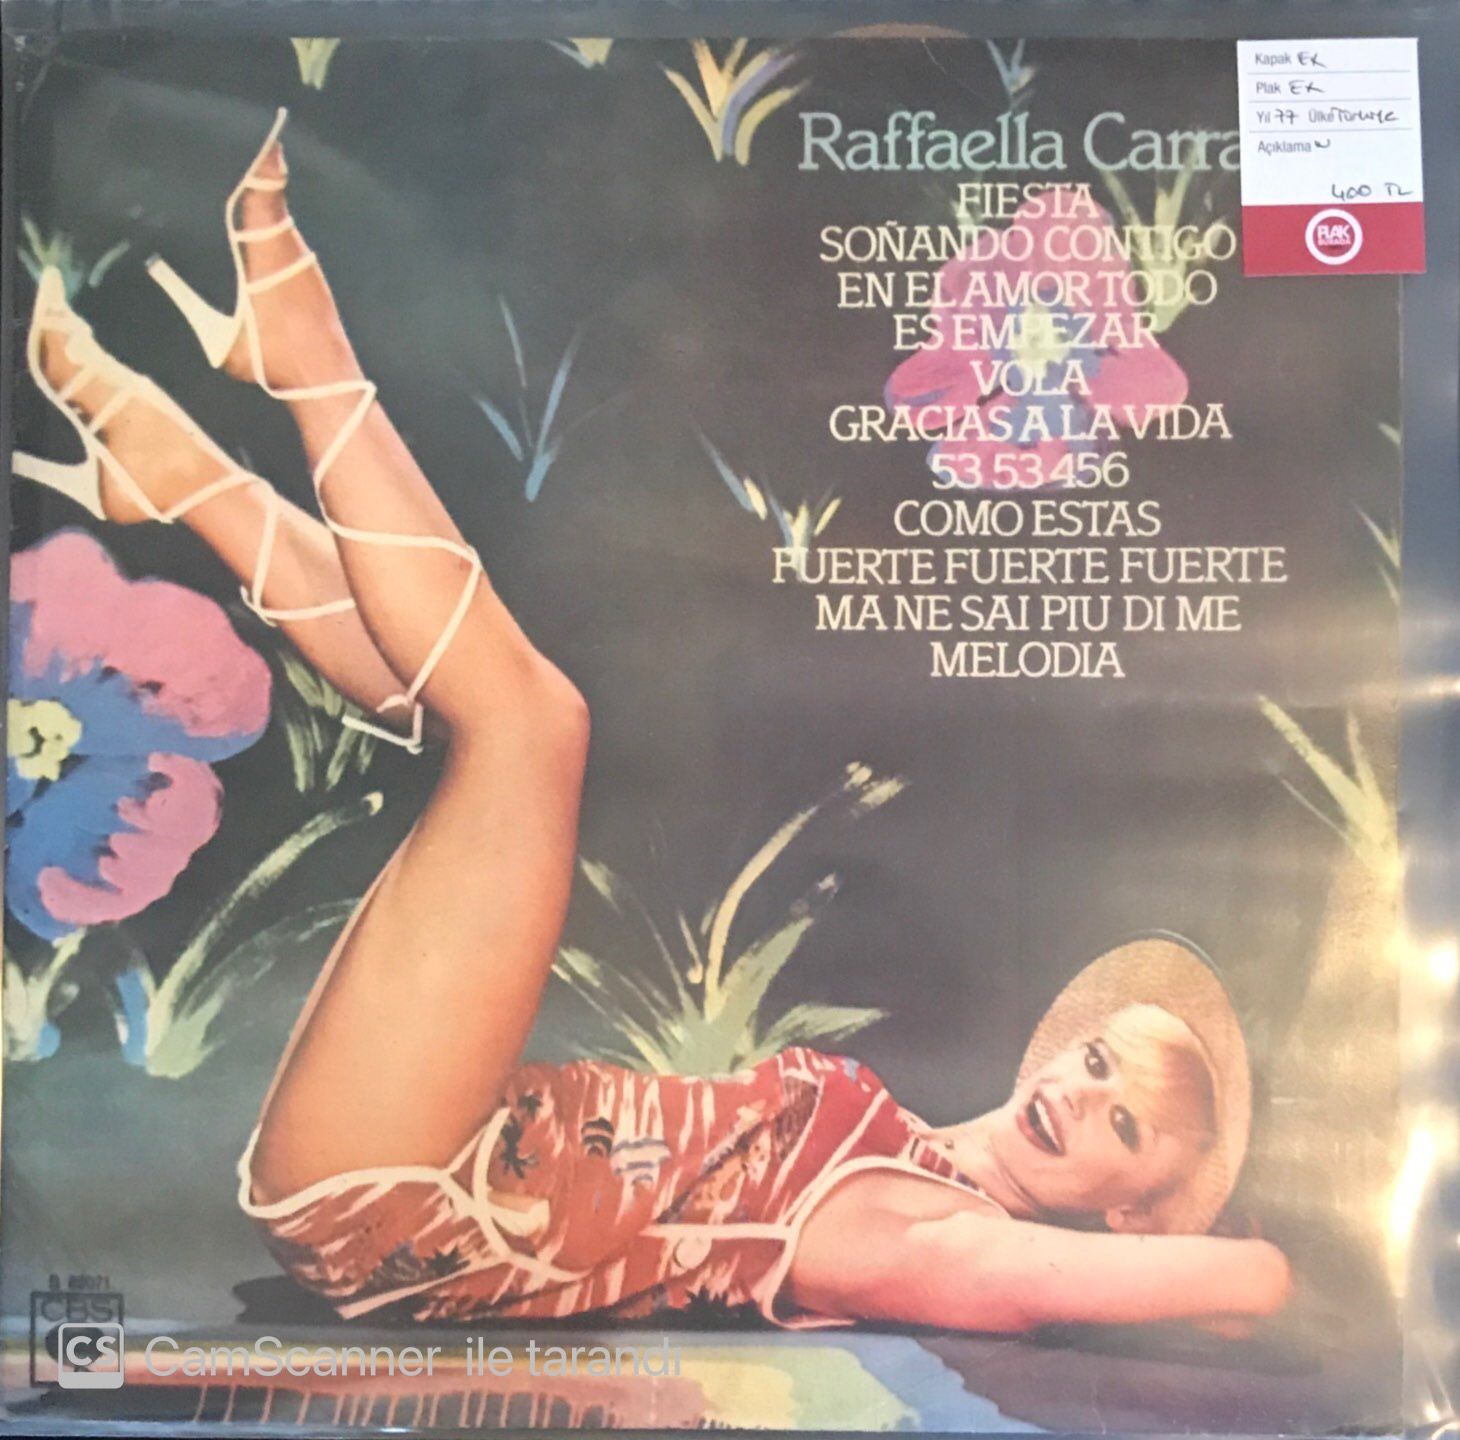 Raffaella Carra
FIESTA
SOÑANDO CONTIGO
EN EL AMOR TODO
ES EMPEZAR
VOLA
GRACIAS A LA VIDA
53 53 456
COMO ESTAS
FUERTE FUERTE FUERTE
MA NE SAI PIU DI ME
MELODIA
Kapak EX
Plak EX
Yıl 77 Ülke Türkiye
Açıklama
400 TL
PLAK
BURADA
CBS
CS CamScanner ile tarandı